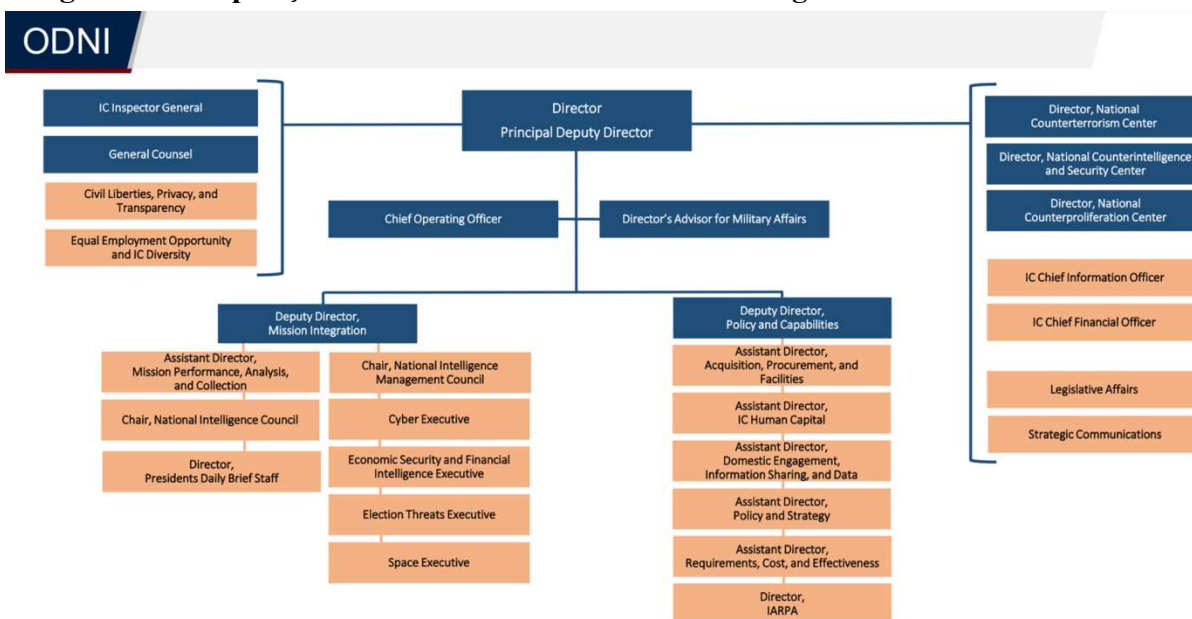 ODNI
IC Inspector General
General Counsel
Civil Liberties, Privacy, and
Transparency
Equal Employment Opportunity
and IC Diversity
Director
Principal Deputy Director
Chief Operating Officer
Director's Advisor for Military Affairs
Director, National
Counterterrorism Center
Director, National Counterintelligence
and Security Center
Director, National
Counterproliferation Center
IC Chief Information Officer
IC Chief Financial Officer
Legislative Affairs
Strategic Communications
Deputy Director,
Mission Integration
Assistant Director,
Mission Performance, Analysis,
and Collection
Chair, National Intelligence Council
Director,
Presidents Daily Brief Staff
Chair, National Intelligence
Management Council
Cyber Executive
Economic Security and Financial
Intelligence Executive
Election Threats Executive
Space Executive
Deputy Director,
Policy and Capabilities
Assistant Director,
Acquisition, Procurement, and
Facilities
Assistant Director,
IC Human Capital
Assistant Director,
Domestic Engagement,
Information Sharing, and Data
Assistant Director,
Policy and Strategy
Assistant Director,
Requirements, Cost, and Effectiveness
Director,
IARPA